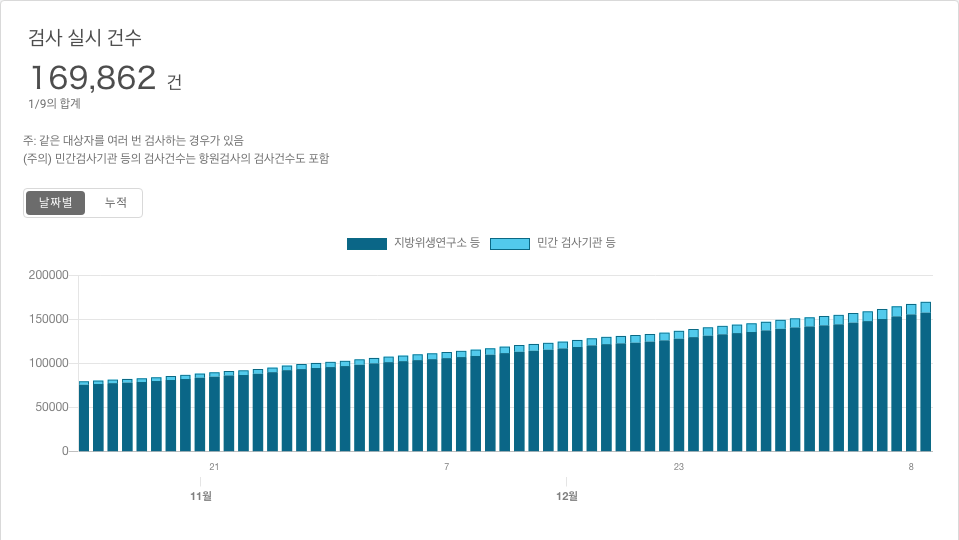 검사 실시 건수
169,862 건
1/9의 합계
주: 같은 대상자를 여러 번 검사하는 경우가 있음
(주의) 민간검사기관 등의 검사건수는 항원검사의 검사건수도 포함
날짜별 누적
지방위생연구소 등 민간 검사기관 등
200000
150000
100000
50000
0
21 7 23 8
11월 12월